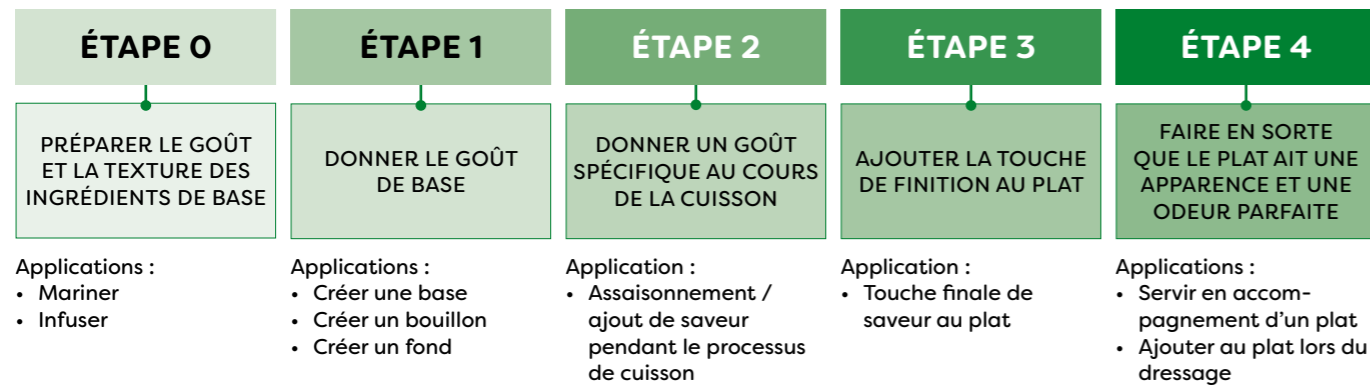 ÉTAPE 0
PRÉPARER LE GOÛT
ET LA TEXTURE DES
INGRÉDIENTS DE BASE
Applications :
• Mariner
• Infuser
ÉTAPE 1
DONNER LE GOÛT
DE BASE
Applications :
• Créer une base
• Créer un bouillon
• Créer un fond
ÉTAPE 2
DONNER UN GOÛT
SPÉCIFIQUE AU COURS
DE LA CUISSON
Application :
• Assaisonnement /
ajout de saveur
pendant le processus
de cuisson
ÉTAPE 3
AJOUTER LA TOUCHE
DE FINITION AU PLAT
Application :
• Touche finale de
saveur au plat
ÉTAPE 4
FAIRE EN SORTE
QUE LE PLAT AIT UNE
APPARENCE ET UNE
ODEUR PARFAITE
Applications :
• Servir en accom-
pagnement d'un plat
• Ajouter au plat lors du
dressage